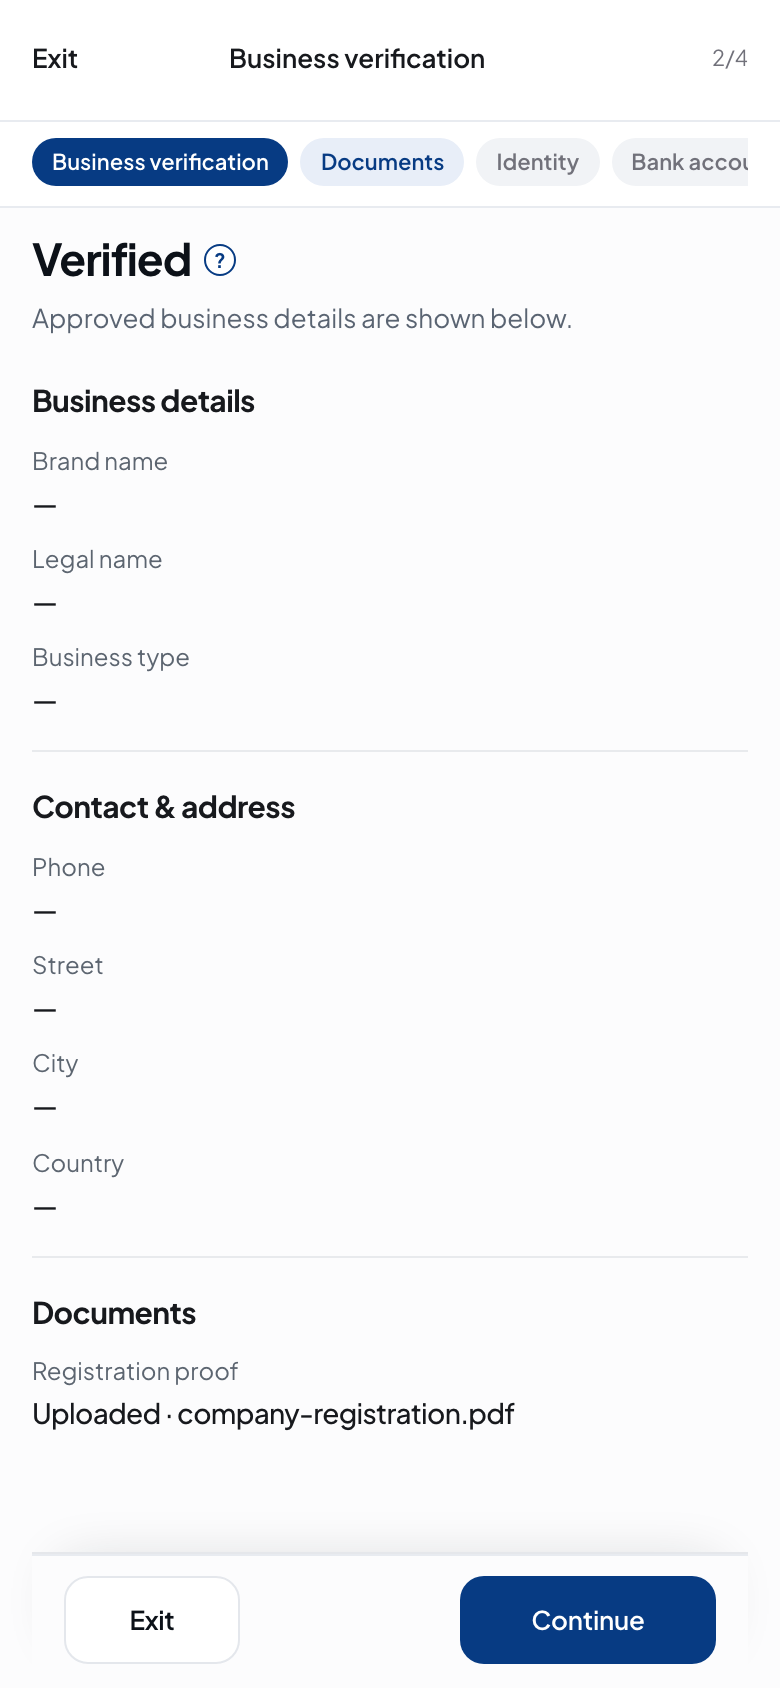 Exit
Business verification
2/4
Business verification
Documents
Identity
Bank accou
Verified ?
Approved business details are shown below.
Business details
Brand name
—
Legal name
—
Business type
—
Contact & address
Phone
—
Street
—
City
—
Country
—
Documents
Registration proof
Uploaded · company-registration.pdf
Exit
Continue